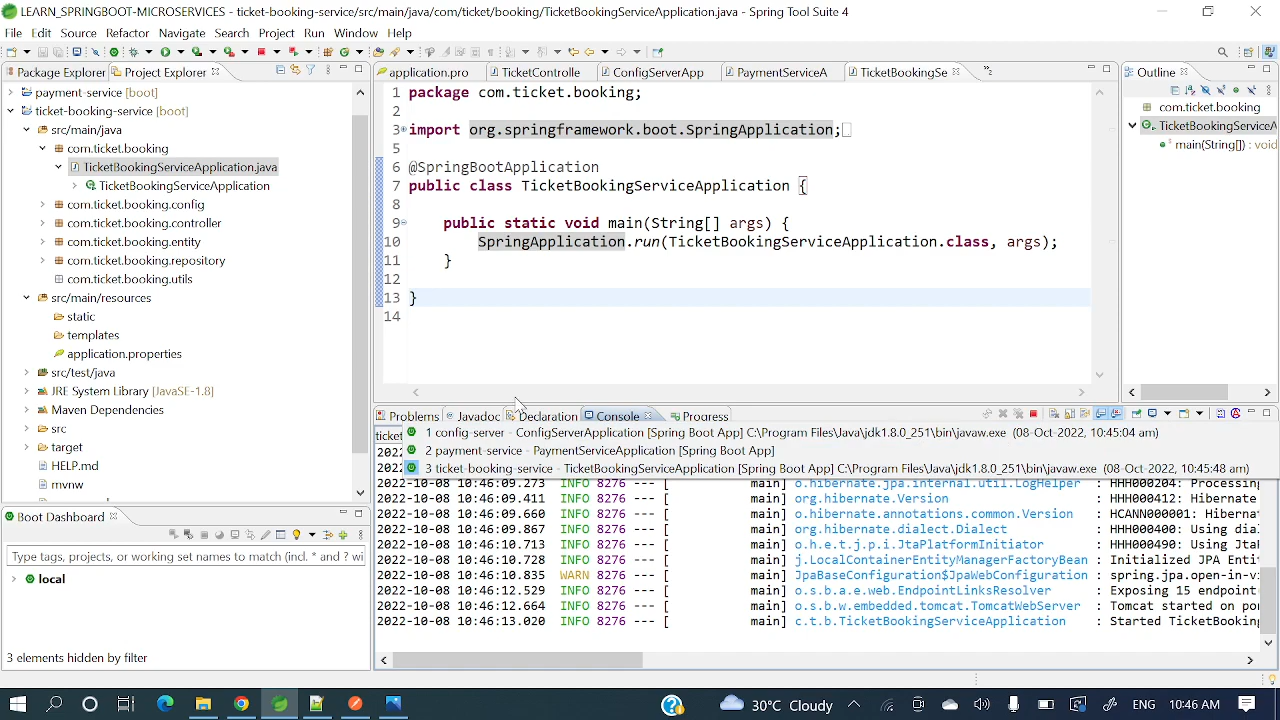 LEARN_SPRINGBOOT-MICROSERVICES - ticket-booking-service/src/main/java/com/ticket/booking/TicketBookingServiceApplication.java - Spring Tool Suite 4
File Edit Source Refactor Navigate Search Project Run Window Help
Package Explorer Project Explorer
payment-service [boot]
ticket-booking-service [boot]
src/main/java
com.ticket.booking
TicketBookingServiceApplication.java
TicketBookingServiceApplication
com.ticket.booking.config
com.ticket.booking.controller
com.ticket.booking.entity
com.ticket.booking.repository
com.ticket.booking.utils
src/main/resources
static
templates
application.properties
src/test/java
JRE System Library [JavaSE-1.8]
Maven Dependencies
src
target
HELP.md
mvnw
Boot Dashboard
Type tags, projects, or working set names to match (incl. * and ? wi
local
3 elements hidden by filter
application.pro TicketControlle ConfigServerApp PaymentServiceA TicketBookingSe
1 package com.ticket.booking;
2
3 import org.springframework.boot.SpringApplication;
5
6 @SpringBootApplication
7 public class TicketBookingServiceApplication {
8
9 public static void main(String[] args) {
10 SpringApplication.run(TicketBookingServiceApplication.class, args);
11 }
12
13 }
14
Outline
com.ticket.booking
TicketBookingServiceA
main(String[]) : void
Problems Javadoc Declaration Console Progress
ticket
1 config-server - ConfigServerApplication [Spring Boot App] C:\Program Files\Java\jdk1.8.0_251\bin\javaw.exe (08-Oct-2022, 10:45:04 am)
2 payment-service - PaymentServiceApplication [Spring Boot App]
3 ticket-booking-service - TicketBookingServiceApplication [Spring Boot App] C:\Program Files\Java\jdk1.8.0_251\bin\javaw.exe (08-Oct-2022, 10:45:48 am)
2022-10-08 10:46:09.273 INFO 8276 --- [ main] o.hibernate.jpa.internal.util.LogHelper : HHH000204: Processing
2022-10-08 10:46:09.411 INFO 8276 --- [ main] org.hibernate.Version : HHH000412: Hibernate
2022-10-08 10:46:09.660 INFO 8276 --- [ main] o.hibernate.annotations.common.Version : HCANN000001: Hibernat
2022-10-08 10:46:09.867 INFO 8276 --- [ main] org.hibernate.dialect.Dialect : HHH000400: Using dial
2022-10-08 10:46:10.713 INFO 8276 --- [ main] o.h.e.t.j.p.i.JtaPlatformInitiator : HHH000490: Using JtaP
2022-10-08 10:46:10.728 INFO 8276 --- [ main] j.LocalContainerEntityManagerFactoryBean : Initialized JPA Entit
2022-10-08 10:46:10.835 WARN 8276 --- [ main] JpaBaseConfiguration$JpaWebConfiguration : spring.jpa.open-in-vi
2022-10-08 10:46:12.529 INFO 8276 --- [ main] o.s.b.a.e.web.EndpointLinksResolver : Exposing 15 endpoint(
2022-10-08 10:46:12.664 INFO 8276 --- [ main] o.s.b.w.embedded.tomcat.TomcatWebServer : Tomcat started on por
2022-10-08 10:46:13.020 INFO 8276 --- [ main] c.t.b.TicketBookingServiceApplication : Started TicketBooking
30°C Cloudy ENG 10:46 AM